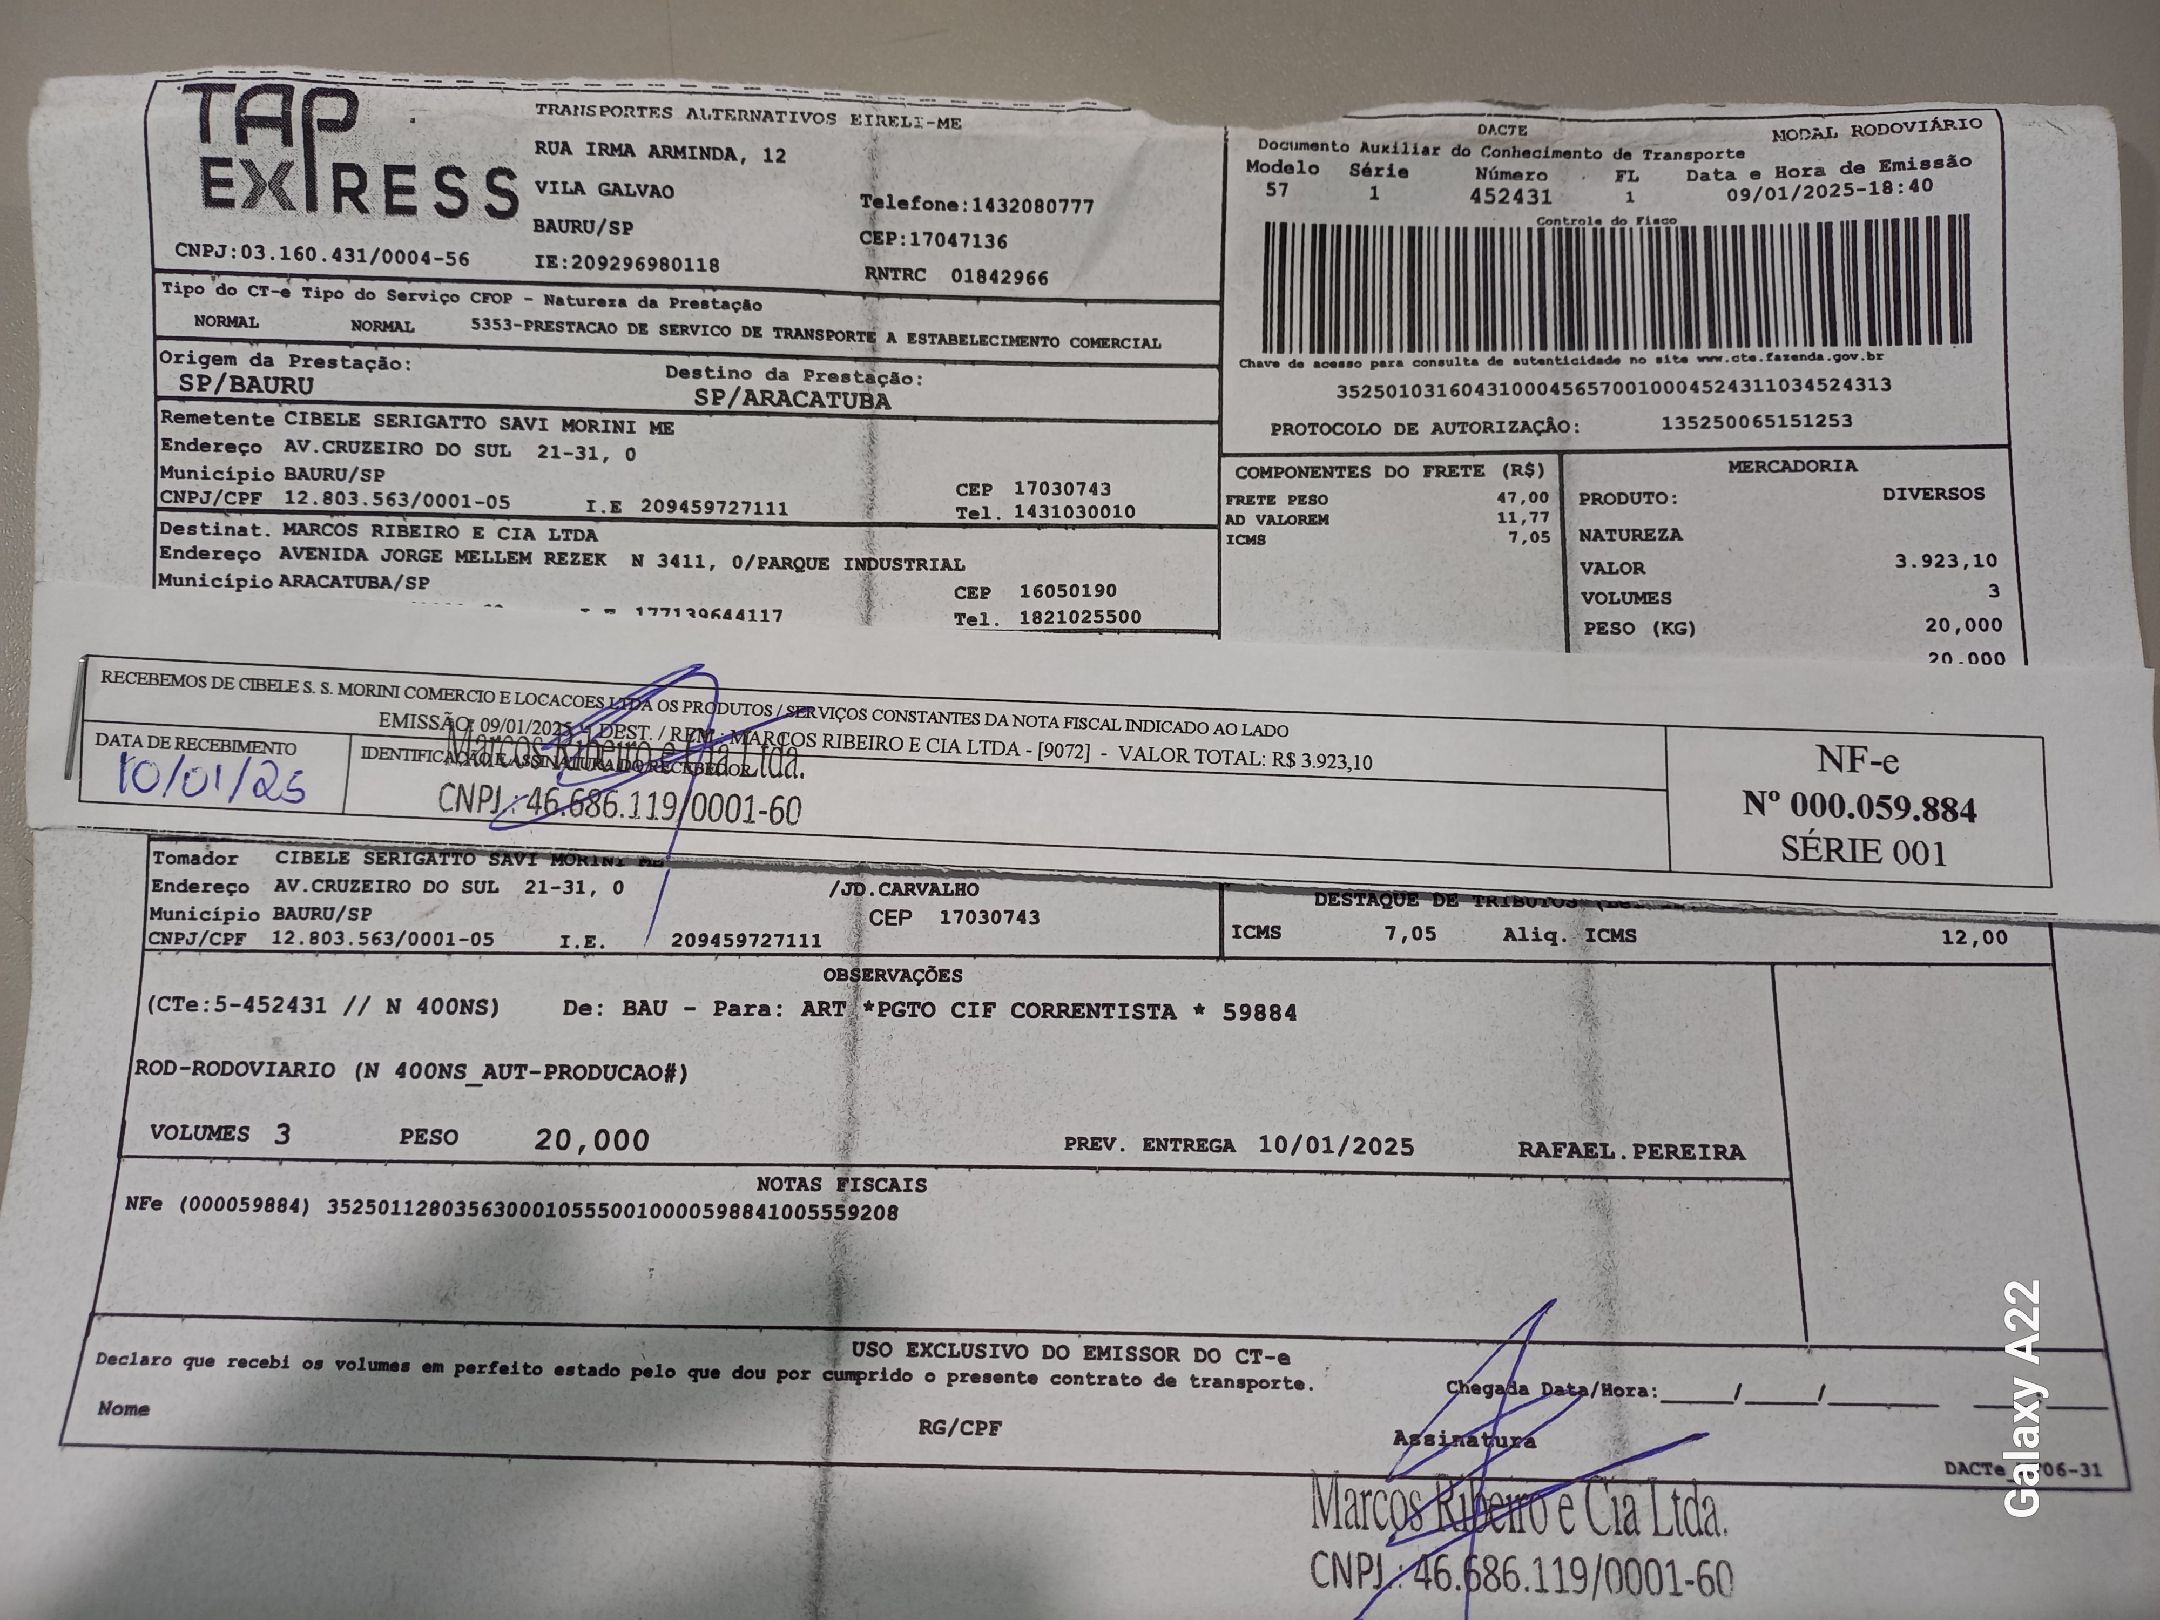 TAP
EXPRESS
CNPJ:03.160.431/0004-56
TRANSPORTES ALTERNATIVOS EIRELI-ME
RUA IRMA ARMINDA, 12
VILA GALVAO
BAURU/SP
IE:209296980118
Telefone:1432080777
CEP:17047136
RNTRC 01842966
DACTE MODAL RODOVIÁRIO
Documento Auxiliar do Conhecimento de Transporte
Modelo Série Número FL Data e Hora de Emissão
57 1 452431 1 09/01/2025-18:40
Controle do Fisco
Chave de acesso para consulta de autenticidade no site www.cte.fazenda.gov.br
35250103160431000456570010004524311034524313
PROTOCOLO DE AUTORIZAÇÃO: 135250065151253
Tipo do CT-e Tipo do Serviço CFOP - Natureza da Prestação
NORMAL NORMAL 5353-PRESTACAO DE SERVICO DE TRANSPORTE A ESTABELECIMENTO COMERCIAL
Origem da Prestação: Destino da Prestação:
SP/BAURU SP/ARACATUBA
Remetente CIBELE SERIGATTO SAVI MORINI ME
Endereço AV.CRUZEIRO DO SUL 21-31, 0
Município BAURU/SP CEP 17030743
CNPJ/CPF 12.803.563/0001-05 I.E 209459727111 Tel. 1431030010
Destinat. MARCOS RIBEIRO E CIA LTDA
Endereço AVENIDA JORGE MELLEM REZEK N 3411, 0/PARQUE INDUSTRIAL
Município ARACATUBA/SP CEP 16050190
177139644117 Tel. 1821025500
COMPONENTES DO FRETE (R$)
FRETE PESO 47,00
AD VALOREM 11,77
ICMS 7,05
MERCADORIA
PRODUTO: DIVERSOS
NATUREZA
VALOR 3.923,10
VOLUMES 3
PESO (KG) 20,000
20,000
RECEBEMOS DE CIBELE S. S. MORINI COMERCIO E LOCACOES LTDA OS PRODUTOS / SERVIÇOS CONSTANTES DA NOTA FISCAL INDICADO AO LADO
EMISSÃO: 09/01/2025 - DEST. / REM.: MARCOS RIBEIRO E CIA LTDA - [9072] - VALOR TOTAL: R$ 3.923,10
DATA DE RECEBIMENTO IDENTIFICAÇÃO E ASSINATURA DO RECEBEDOR
10/01/25
Marcos Ribeiro e Cia Ltda.
CNPJ.: 46.686.119/0001-60
NF-e
Nº 000.059.884
SÉRIE 001
Tomador CIBELE SERIGATTO SAVI MORINI ME
Endereço AV.CRUZEIRO DO SUL 21-31, 0 /JD.CARVALHO
Município BAURU/SP CEP 17030743
CNPJ/CPF 12.803.563/0001-05 I.E. 209459727111
DESTAQUE DE TRIBUTOS
ICMS 7,05 Aliq. ICMS 12,00
OBSERVAÇÕES
(CTe:5-452431 // N 400NS) De: BAU - Para: ART *PGTO CIF CORRENTISTA * 59884
ROD-RODOVIARIO (N 400NS_AUT-PRODUCAO#)
VOLUMES 3 PESO 20,000 PREV. ENTREGA 10/01/2025 RAFAEL.PEREIRA
NOTAS FISCAIS
NFe (000059884) 35250112803563000105550010000598841005559208
USO EXCLUSIVO DO EMISSOR DO CT-e
Declaro que recebi os volumes em perfeito estado pelo que dou por cumprido o presente contrato de transporte.
Chegada Data/Hora:_____/_____/________ _____
Nome RG/CPF Assinatura
06-31
Marcos Ribeiro e Cia Ltda.
CNPJ.: 46.686.119/0001-60
Galaxy A22